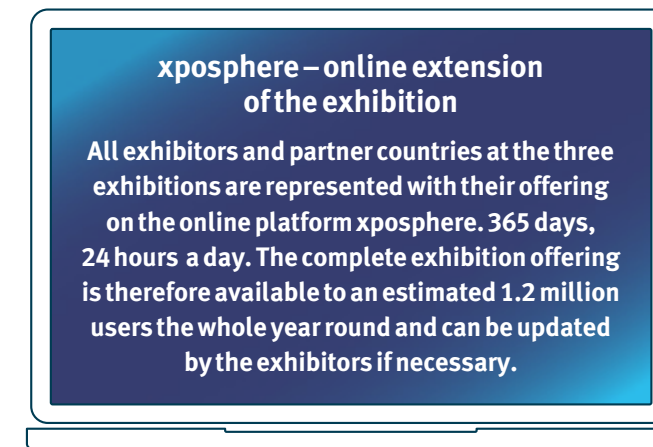 xposphere – online extension
of the exhibition
All exhibitors and partner countries at the three
exhibitions are represented with their offering
on the online platform xposphere. 365 days,
24 hours a day. The complete exhibition offering
is therefore available to an estimated 1.2 million
users the whole year round and can be updated
by the exhibitors if necessary.